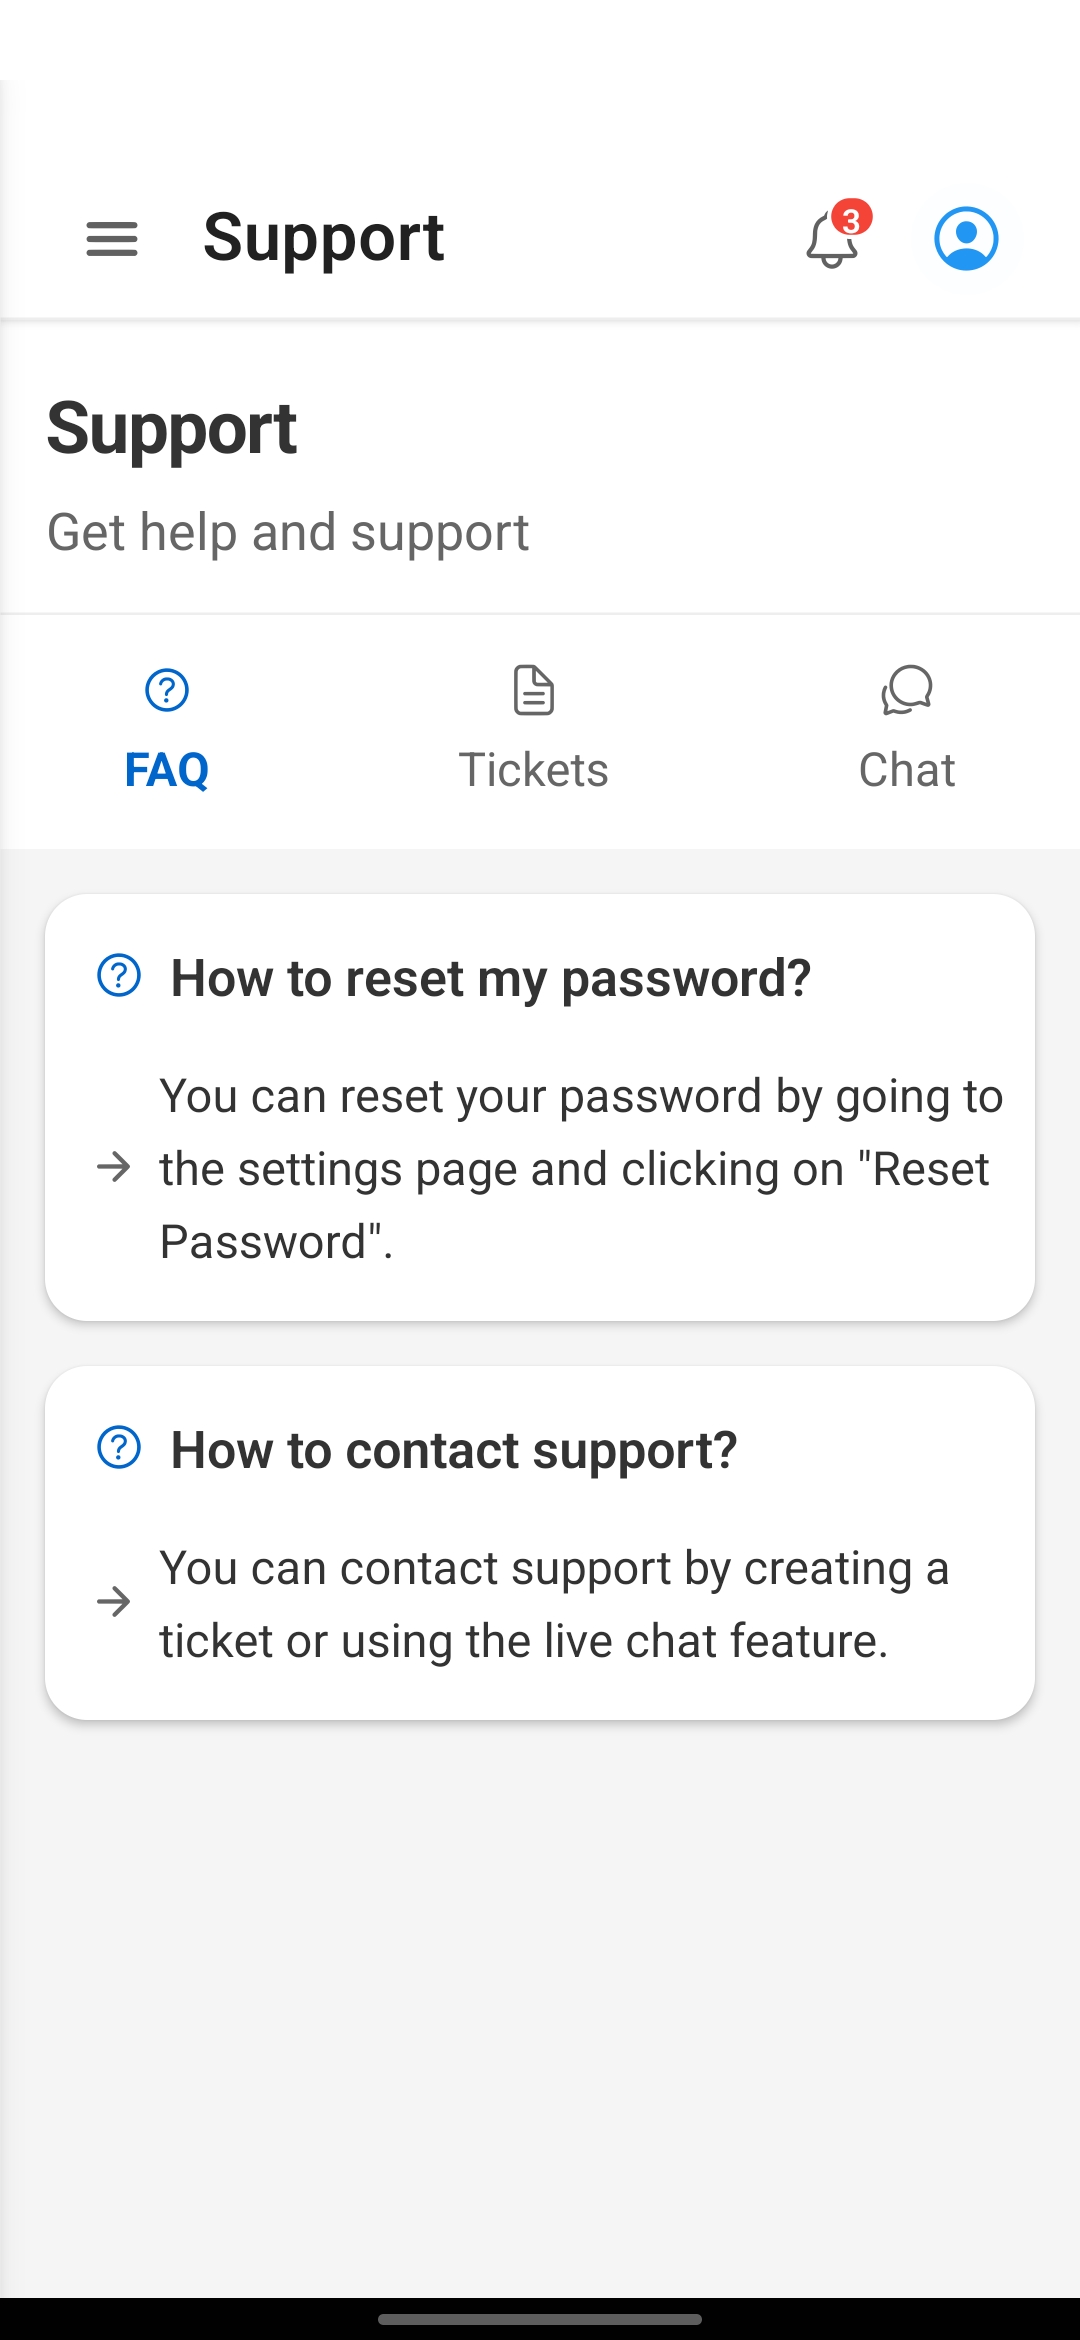 Support
3
Support
Get help and support
FAQ
Tickets
Chat
How to reset my password?
You can reset your password by going to
the settings page and clicking on "Reset
Password".
How to contact support?
You can contact support by creating a
ticket or using the live chat feature.